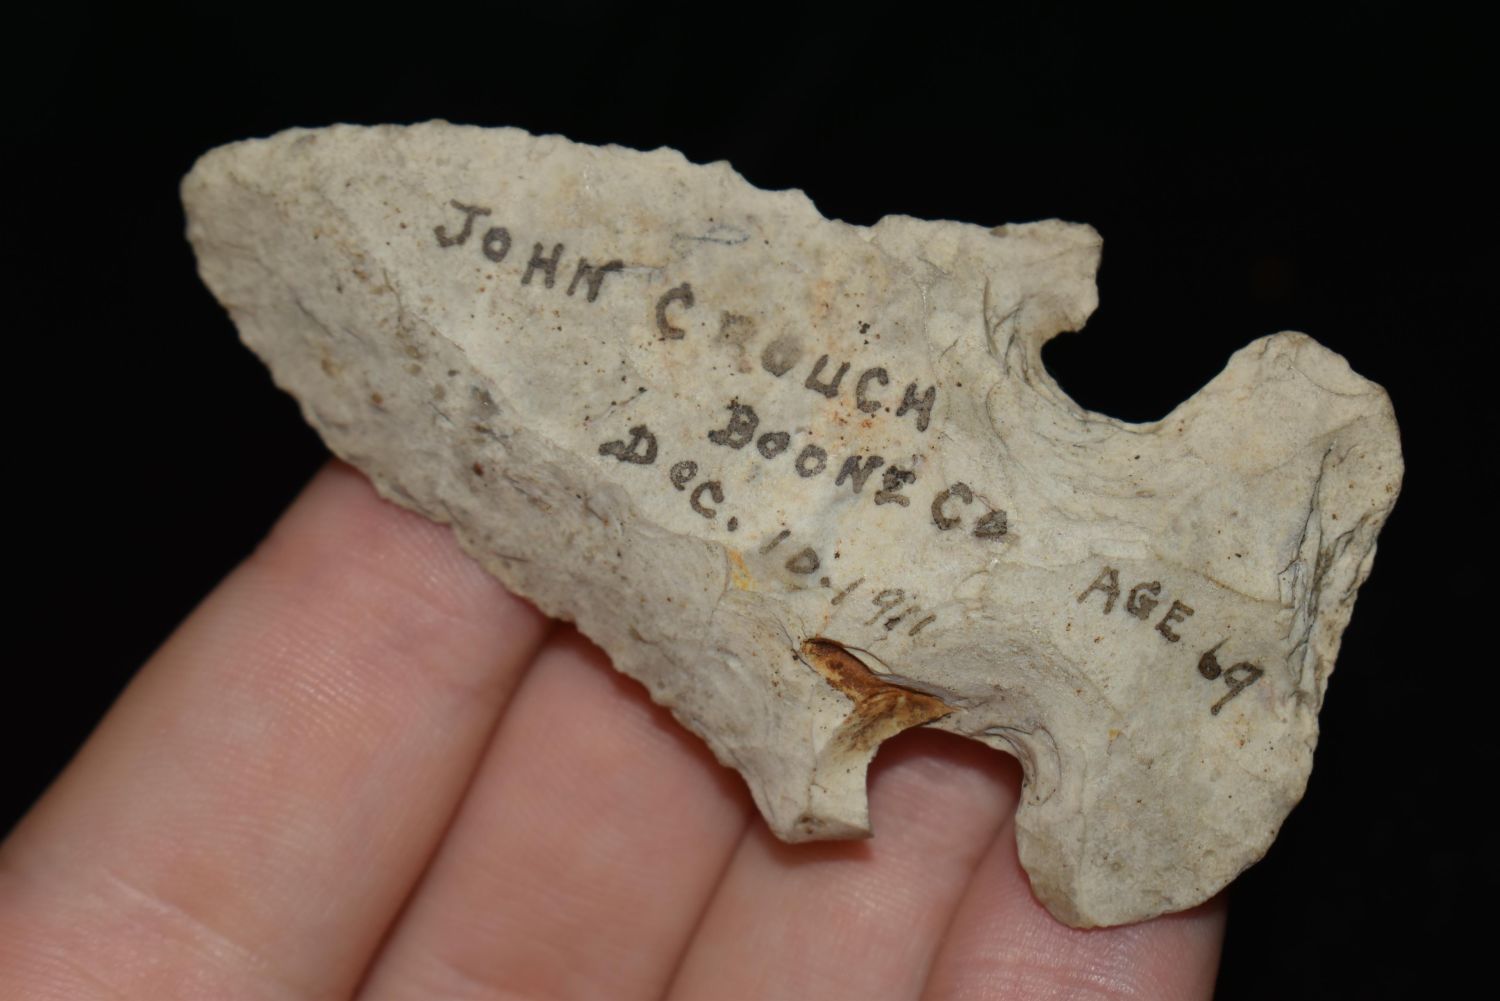 JOHN CROUCH
BOONE Co
DEC. 10-1911
AGE 69